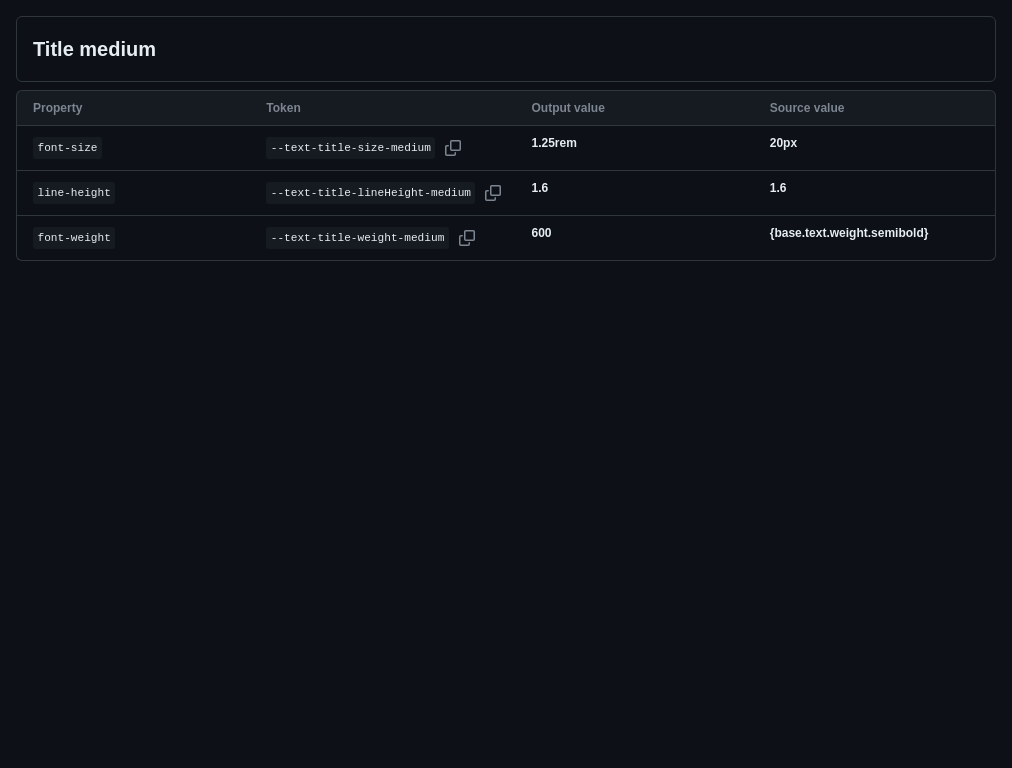 Title medium
Property Token Output value Source value
font-size --text-title-size-medium 1.25rem 20px
line-height --text-title-lineHeight-medium 1.6 1.6
font-weight --text-title-weight-medium 600 {base.text.weight.semibold}